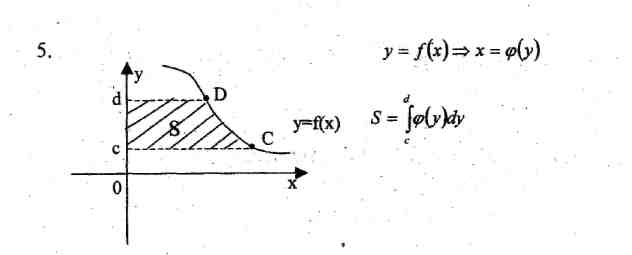 5.
y = f(x) ⇒ x = φ(y)
y
d
D
S
y=f(x)
S = ∫_c^d φ(y)dy
C
c
0
x